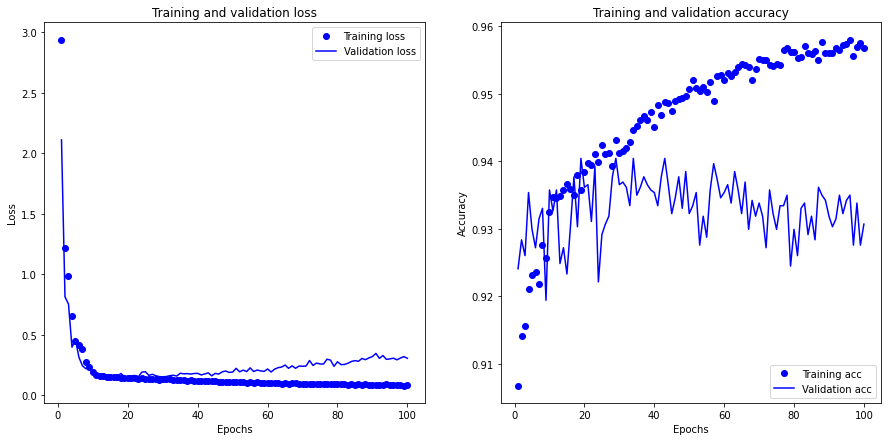 Training and validation loss
3.0
2.5
2.0
1.5
1.0
0.5
0.0
Loss
Training loss
Validation loss
0 20 40 60 80 100
Epochs
Training and validation accuracy
0.96
0.95
0.94
0.93
0.92
0.91
Accuracy
Training acc
Validation acc
0 20 40 60 80 100
Epochs